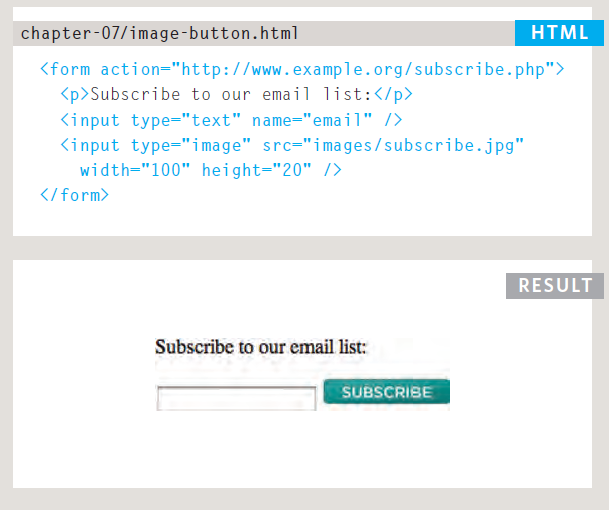 chapter-07/image-button.html
HTML
<form action="http://www.example.org/subscribe.php">
<p>Subscribe to our email list:</p>
<input type="text" name="email" />
<input type="image" src="images/subscribe.jpg"
width="100" height="20" />
</form>
RESULT
Subscribe to our email list:
SUBSCRIBE